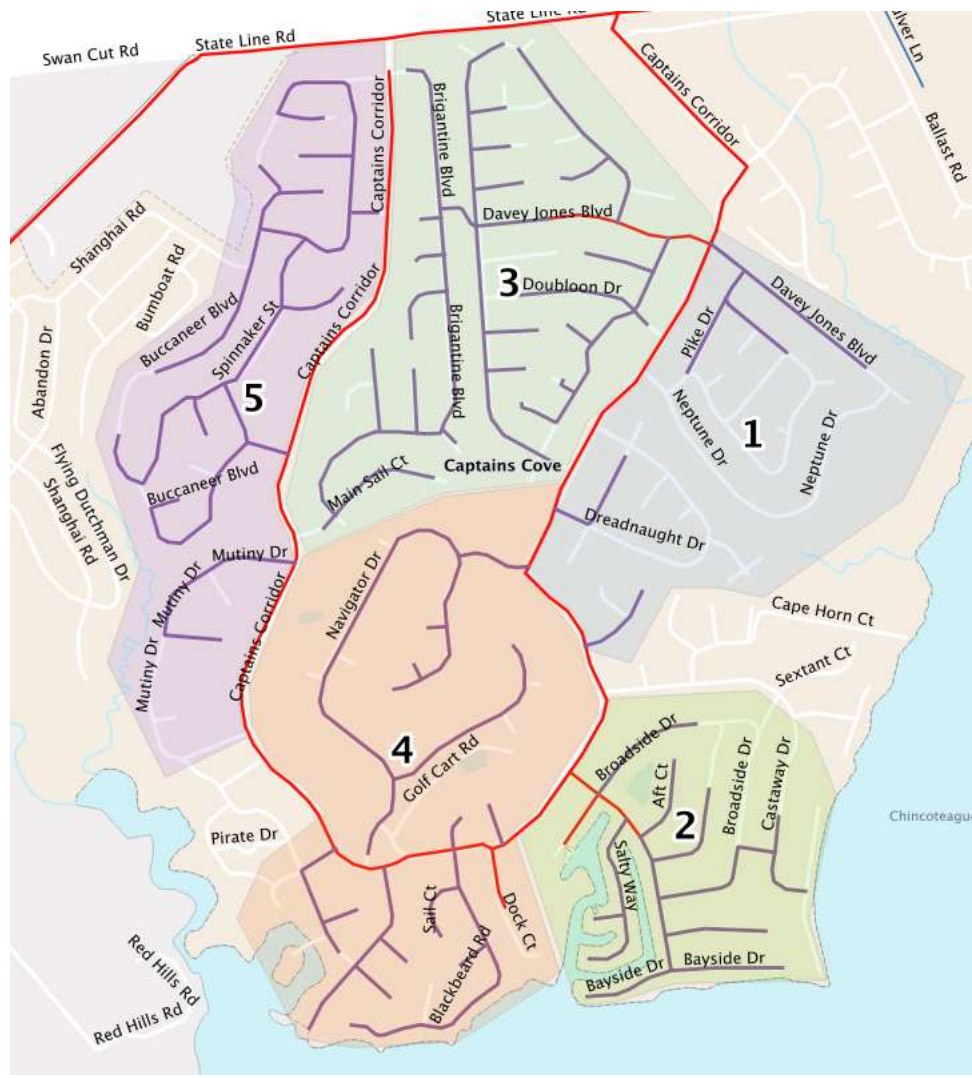 State Line Rd
Swan Cut Rd
State Line Rd
Captains Corridor
Ballast Rd
Captains Corridor
Brigantine Blvd
Davey Jones Blvd
Shanghai Rd
Bumboat Rd
3
Doubloon Dr
Davey Jones Blvd
Buccaneer Blvd
Spinnaker St
Captains Corridor
Pike Dr
Abandon Dr
Brigantine Blvd
5
Neptune Dr
1
Neptune Dr
Captains Cove
Main Sail Ct
Buccaneer Blvd
Flying Dutchman Dr
Shanghai Rd
Dreadnaught Dr
Mutiny Dr
Mutiny Dr
Navigator Dr
Cape Horn Ct
Captains Corridor
Mutiny Dr
Sextant Ct
4
Golf Cart Rd
Broadside Dr
Aft Ct
Broadside Dr
Castaway Dr
2
Chincoteague
Pirate Dr
Salty Way
Sail Ct
Dock Ct
Blackbeard Rd
Bayside Dr
Bayside Dr
Red Hills Rd
Red Hills Rd